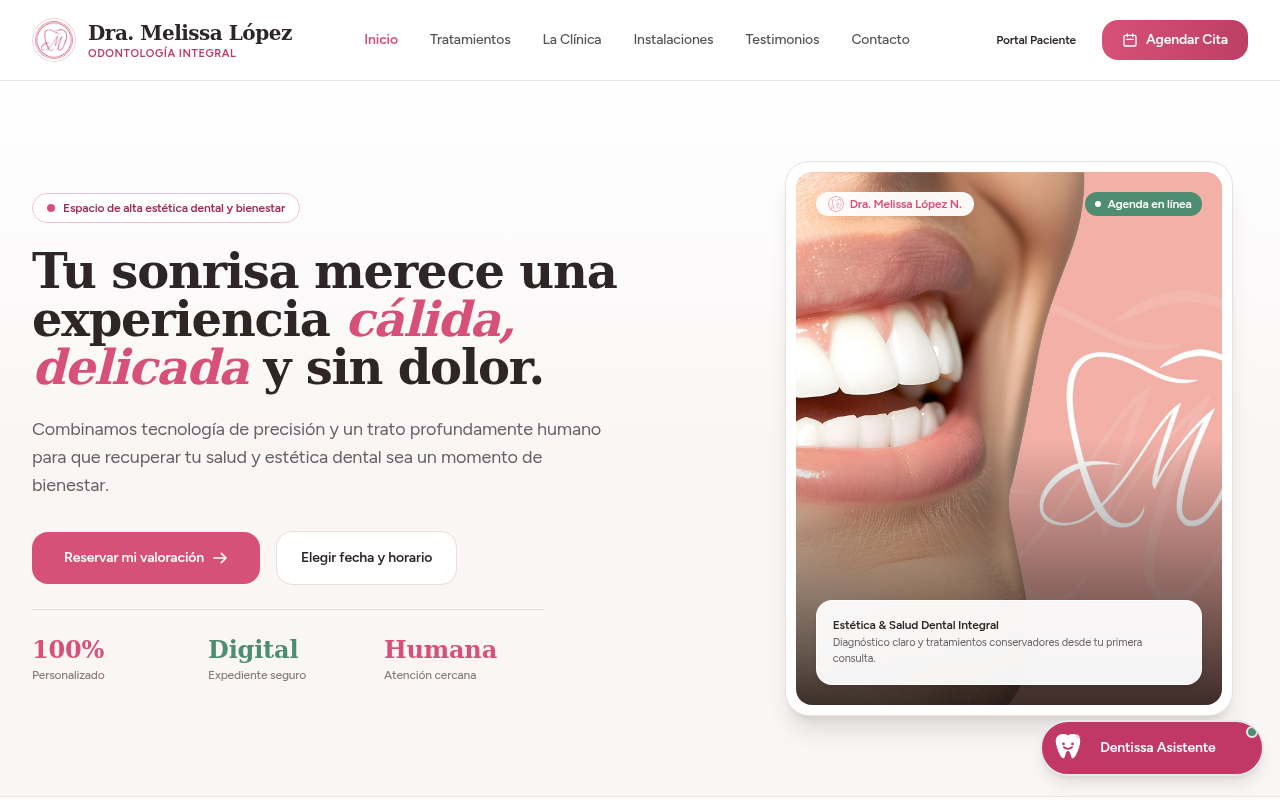 Dra. Melissa López
ODONTOLOGÍA INTEGRAL
Inicio
Tratamientos
La Clínica
Instalaciones
Testimonios
Contacto
Portal Paciente
Agendar Cita
Espacio de alta estética dental y bienestar
Tu sonrisa merece una
experiencia cálida,
delicada y sin dolor.
Combinamos tecnología de precisión y un trato profundamente humano
para que recuperar tu salud y estética dental sea un momento de
bienestar.
Reservar mi valoración
Elegir fecha y horario
100%
Personalizado
Digital
Expediente seguro
Humana
Atención cercana
Dra. Melissa López N.
Agenda en línea
M
Estética & Salud Dental Integral
Diagnóstico claro y tratamientos conservadores desde tu primera
consulta.
Dentissa Asistente